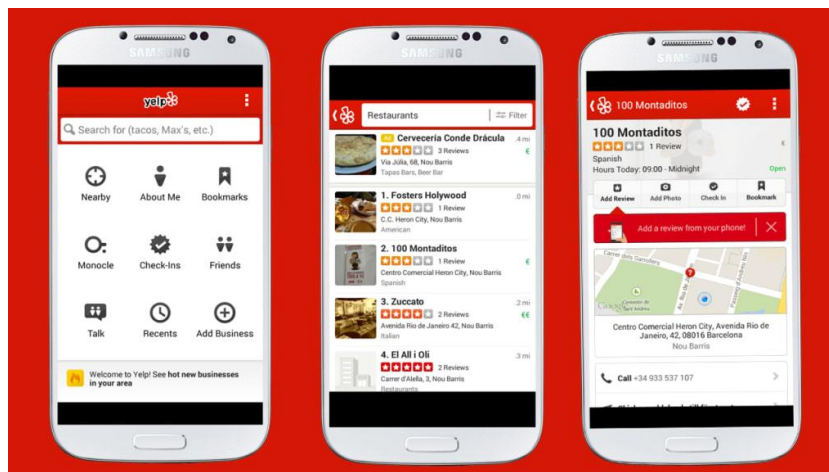 SAMSUNG
yelp
Search for (tacos, Max's, etc.)
Nearby
About Me
Bookmarks
Monocle
Check-Ins
Friends
Talk
Recents
Add Business
Welcome to Yelp! See hot new businesses
in your area
SAMSUNG
Restaurants
Filter
Ad Cervecería Conde Drácula .4 mi
3 Reviews €
Via Júlia, 68, Nou Barris
Tapas Bars, Beer Bar
1. Fosters Holywood .0 mi
1 Review
C.C. Heron City, Nou Barris
American
2. 100 Montaditos
1 Review €
Centro Comercial Heron City, Nou Barris
Spanish
3. Zuccato .2 mi
2 Reviews €€
Avenida Rio de Janeiro 42, Nou Barris
Italian
4. El All i Oli .3 mi
2 Reviews
Carrer d'Alella, 3, Nou Barris
Restaurants
SAMSUNG
100 Montaditos
100 Montaditos
1 Review €
Spanish
Hours Today: 09:00 - Midnight Open
Add Review
Add Photo
Check In
Bookmark
Add a review from your phone!
Carrer dels Garrofers
Google
Centro Comercial Heron City, Avenida Rio de
Janeiro, 42, 08016 Barcelona
Nou Barris
Call +34 933 537 107